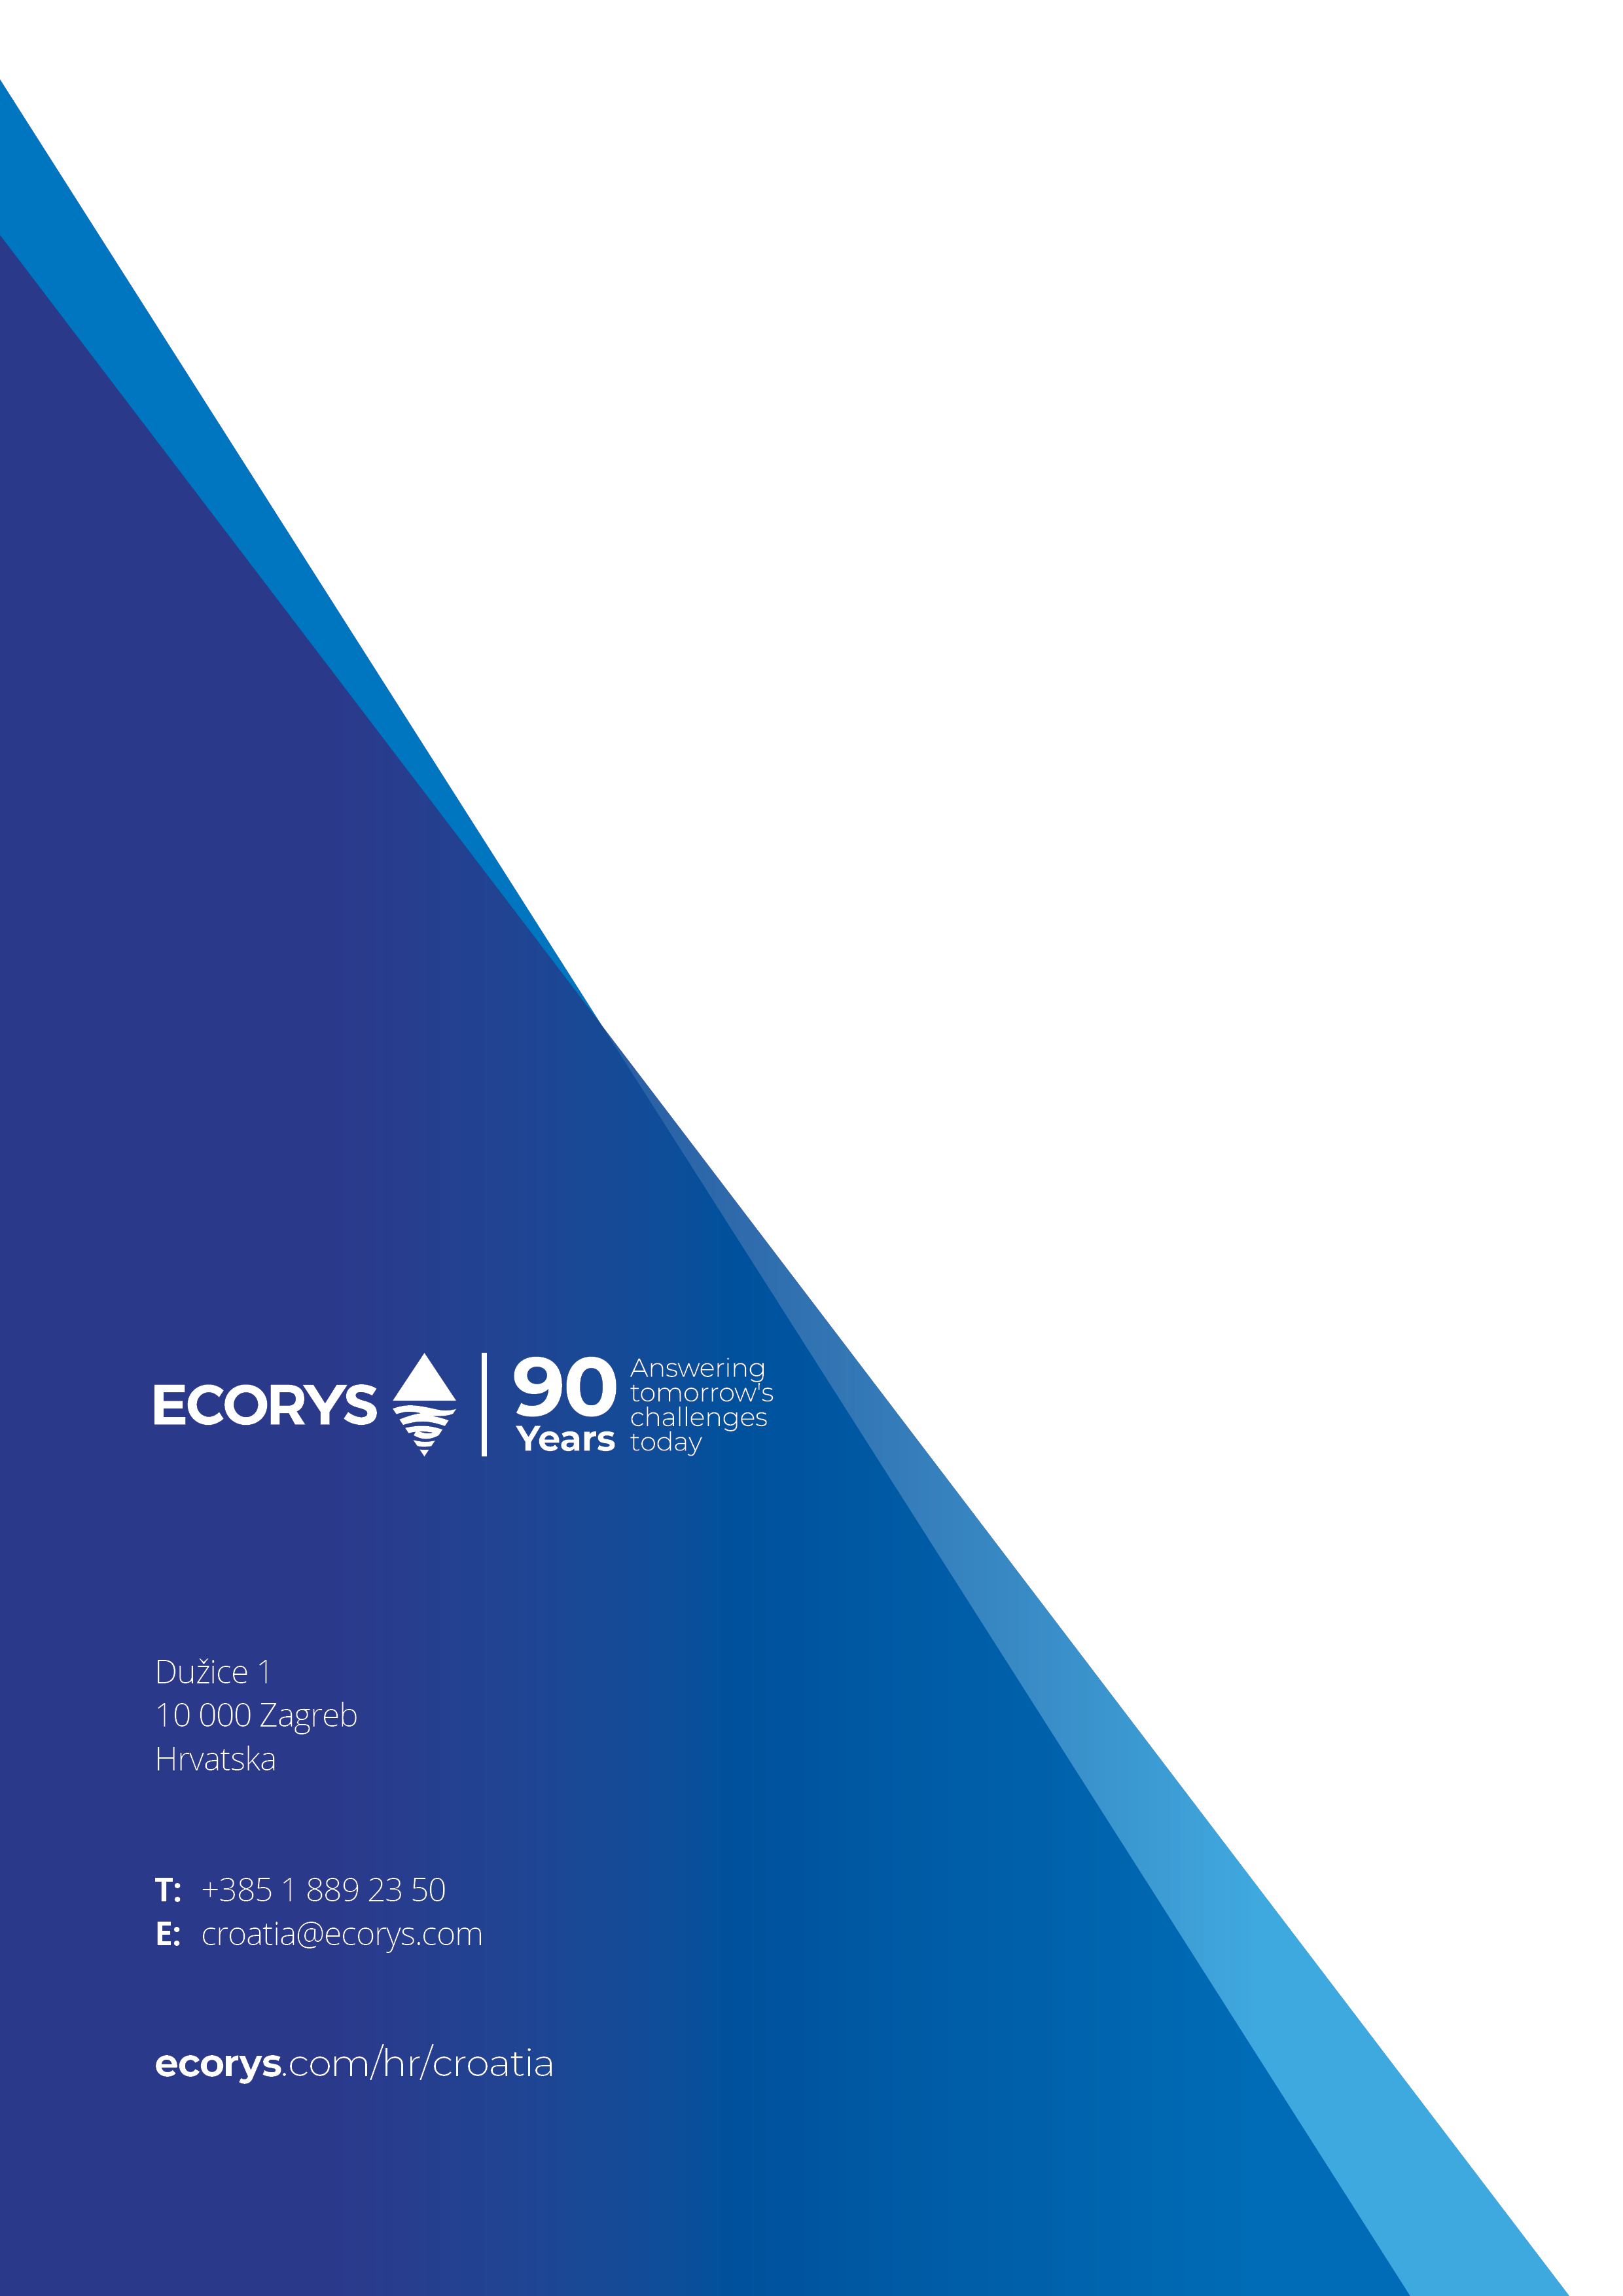 ECORYS
90
Years
Answering
tomorrow's
challenges
today
Dužice 1
10 000 Zagreb
Hrvatska
T: +385 1 889 23 50
E: croatia@ecorys.com
ecorys.com/hr/croatia